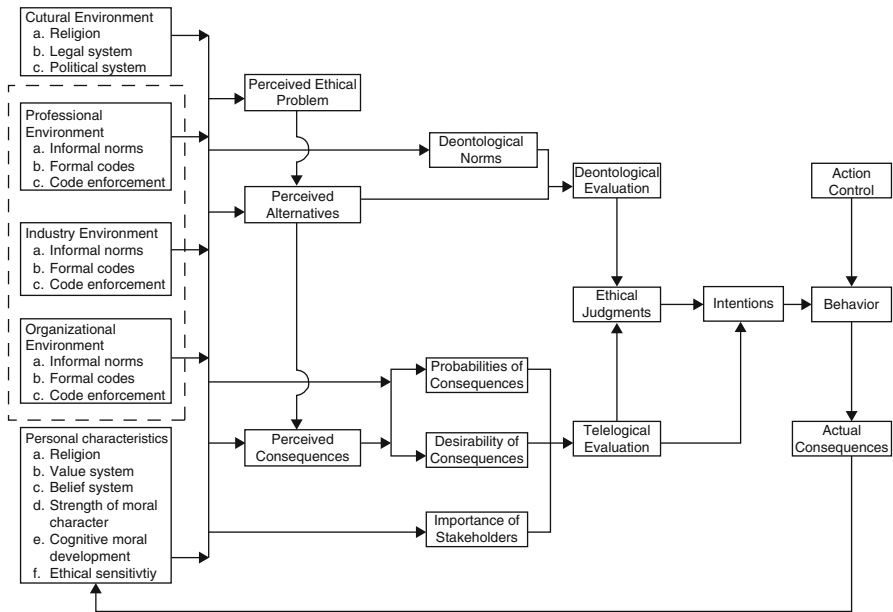 Cutural Environment
a. Religion
b. Legal system
c. Political system
Professional
Environment
a. Informal norms
b. Formal codes
c. Code enforcement
Industry Environment
a. Informal norms
b. Formal codes
c. Code enforcement
Organizational
Environment
a. Informal norms
b. Formal codes
c. Code enforcement
Personal characteristics
a. Religion
b. Value system
c. Belief system
d. Strength of moral
character
e. Cognitive moral
development
f. Ethical sensitivtiy
Perceived Ethical
Problem
Perceived
Alternatives
Perceived
Consequences
Deontological
Norms
Probabilities of
Consequences
Desirability of
Consequences
Importance of
Stakeholders
Deontological
Evaluation
Ethical
Judgments
Telelogical
Evaluation
Intentions
Action
Control
Behavior
Actual
Consequences